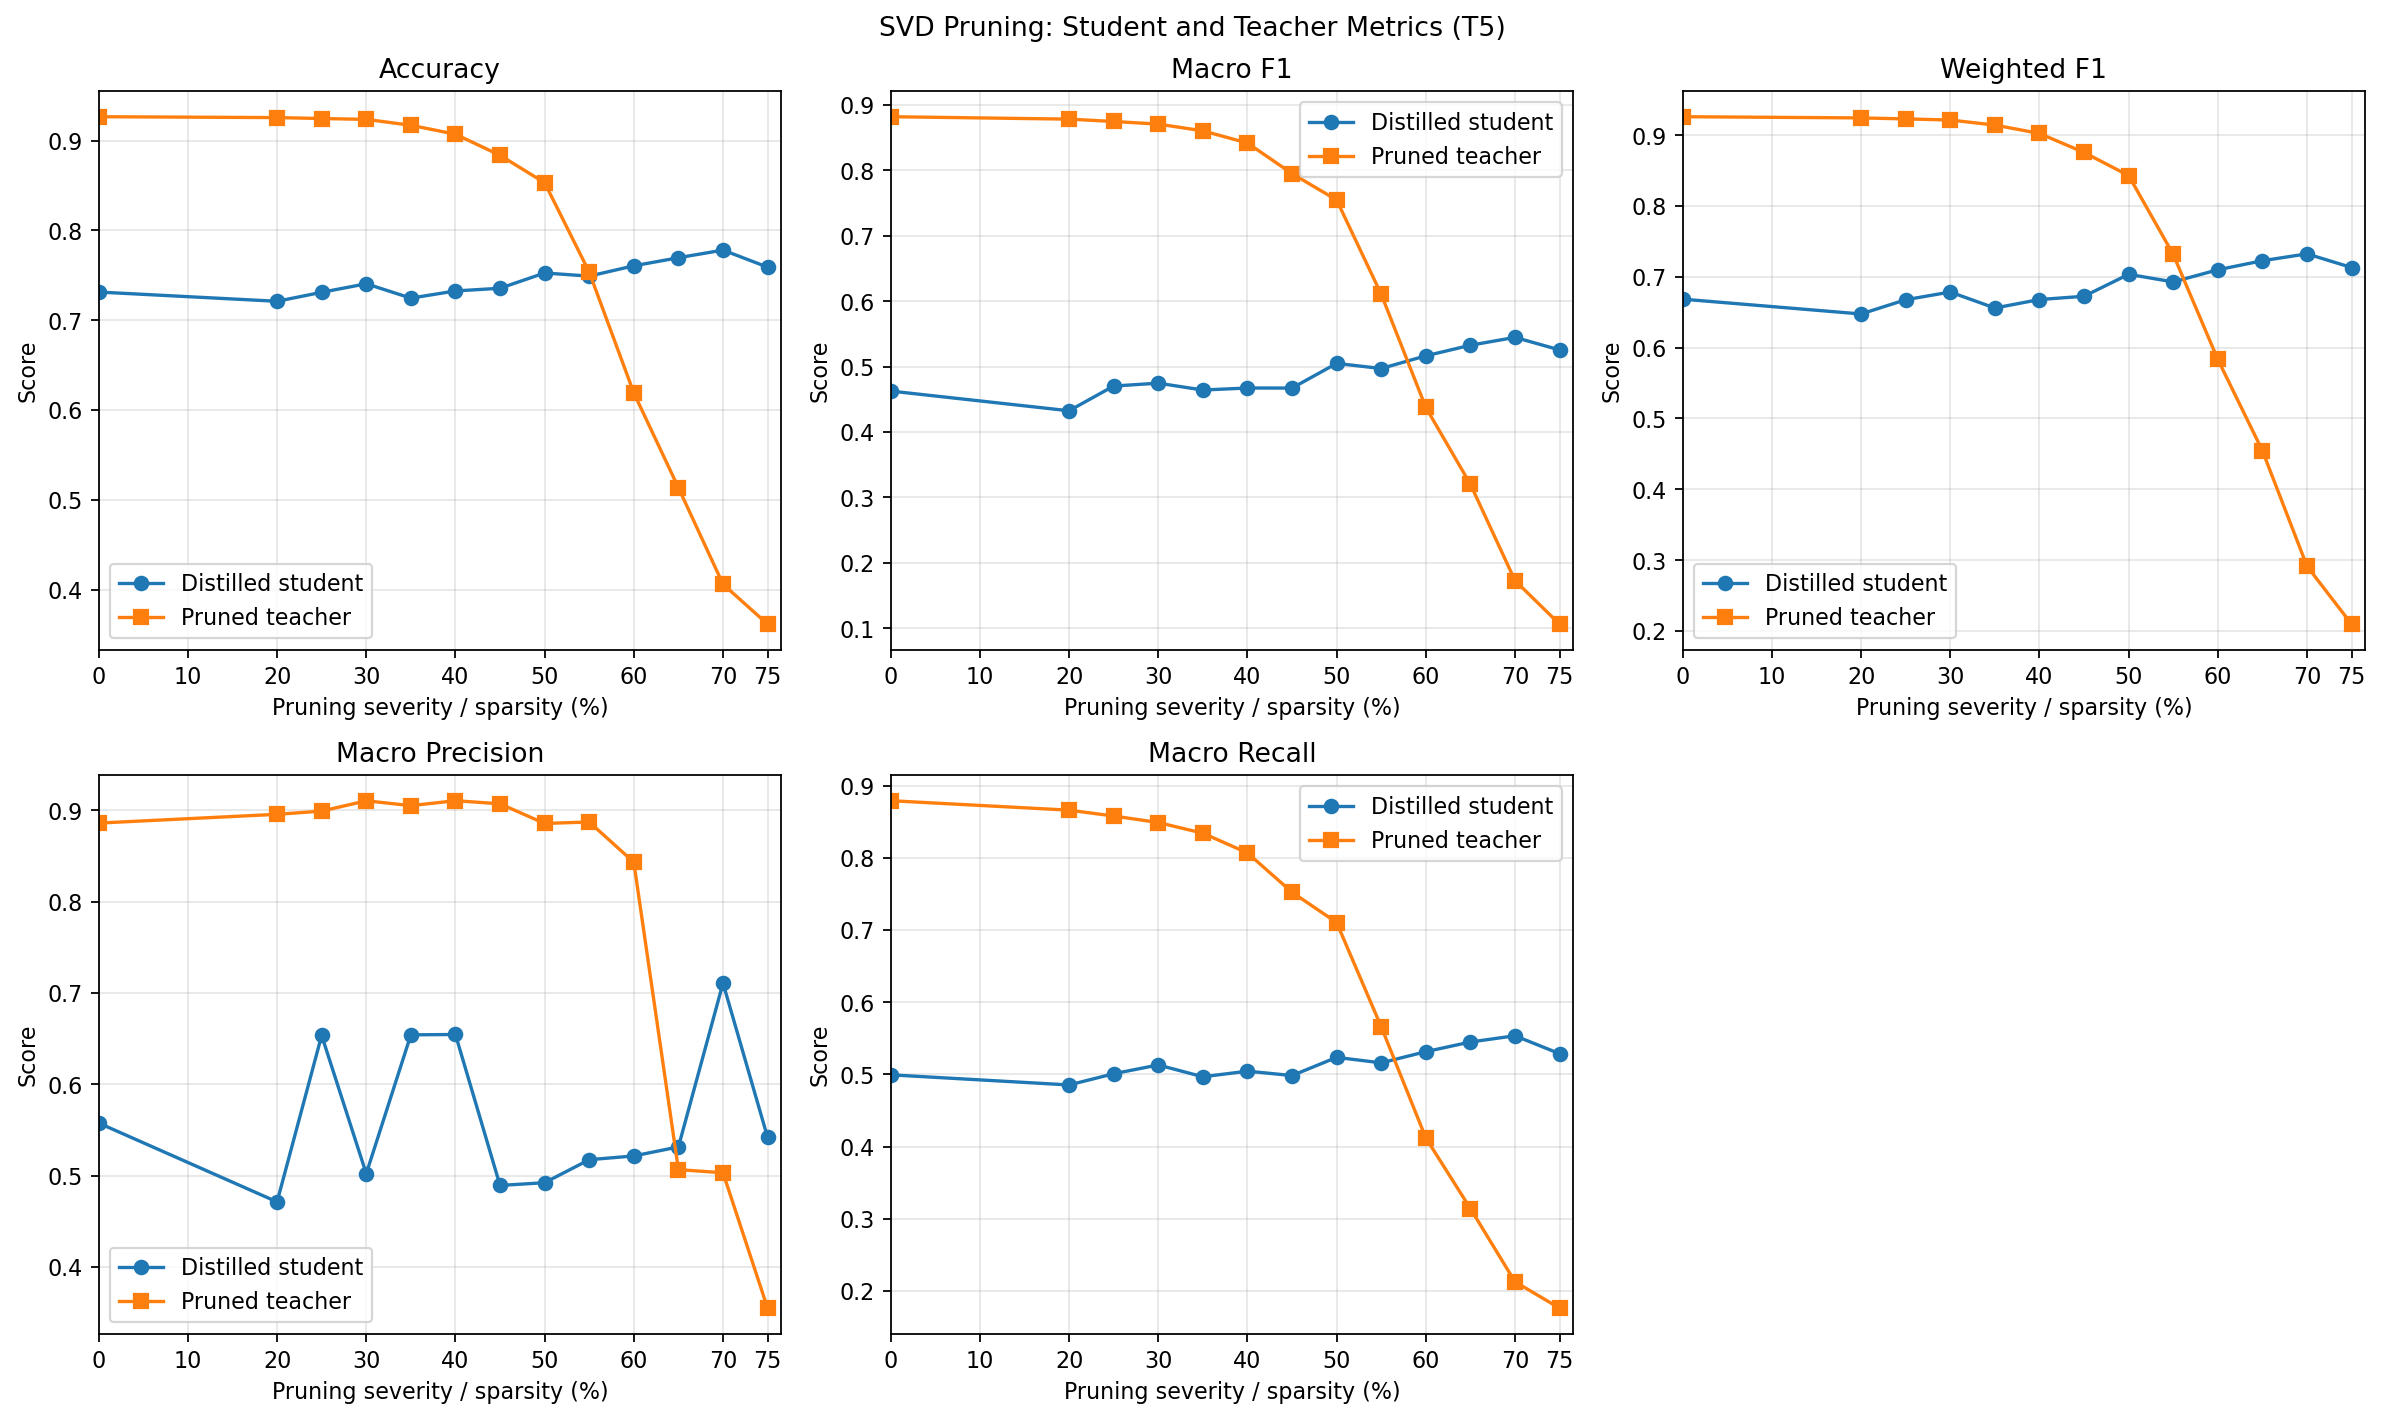 SVD Pruning: Student and Teacher Metrics (T5)
Accuracy
Score
0.9
0.8
0.7
0.6
0.5
0.4
Distilled student
Pruned teacher
0 10 20 30 40 50 60 70 75
Pruning severity / sparsity (%)
Macro F1
Score
0.9
0.8
0.7
0.6
0.5
0.4
0.3
0.2
0.1
Distilled student
Pruned teacher
0 10 20 30 40 50 60 70 75
Pruning severity / sparsity (%)
Weighted F1
Score
0.9
0.8
0.7
0.6
0.5
0.4
0.3
0.2
Distilled student
Pruned teacher
0 10 20 30 40 50 60 70 75
Pruning severity / sparsity (%)
Macro Precision
Score
0.9
0.8
0.7
0.6
0.5
0.4
Distilled student
Pruned teacher
0 10 20 30 40 50 60 70 75
Pruning severity / sparsity (%)
Macro Recall
Score
0.9
0.8
0.7
0.6
0.5
0.4
0.3
0.2
Distilled student
Pruned teacher
0 10 20 30 40 50 60 70 75
Pruning severity / sparsity (%)